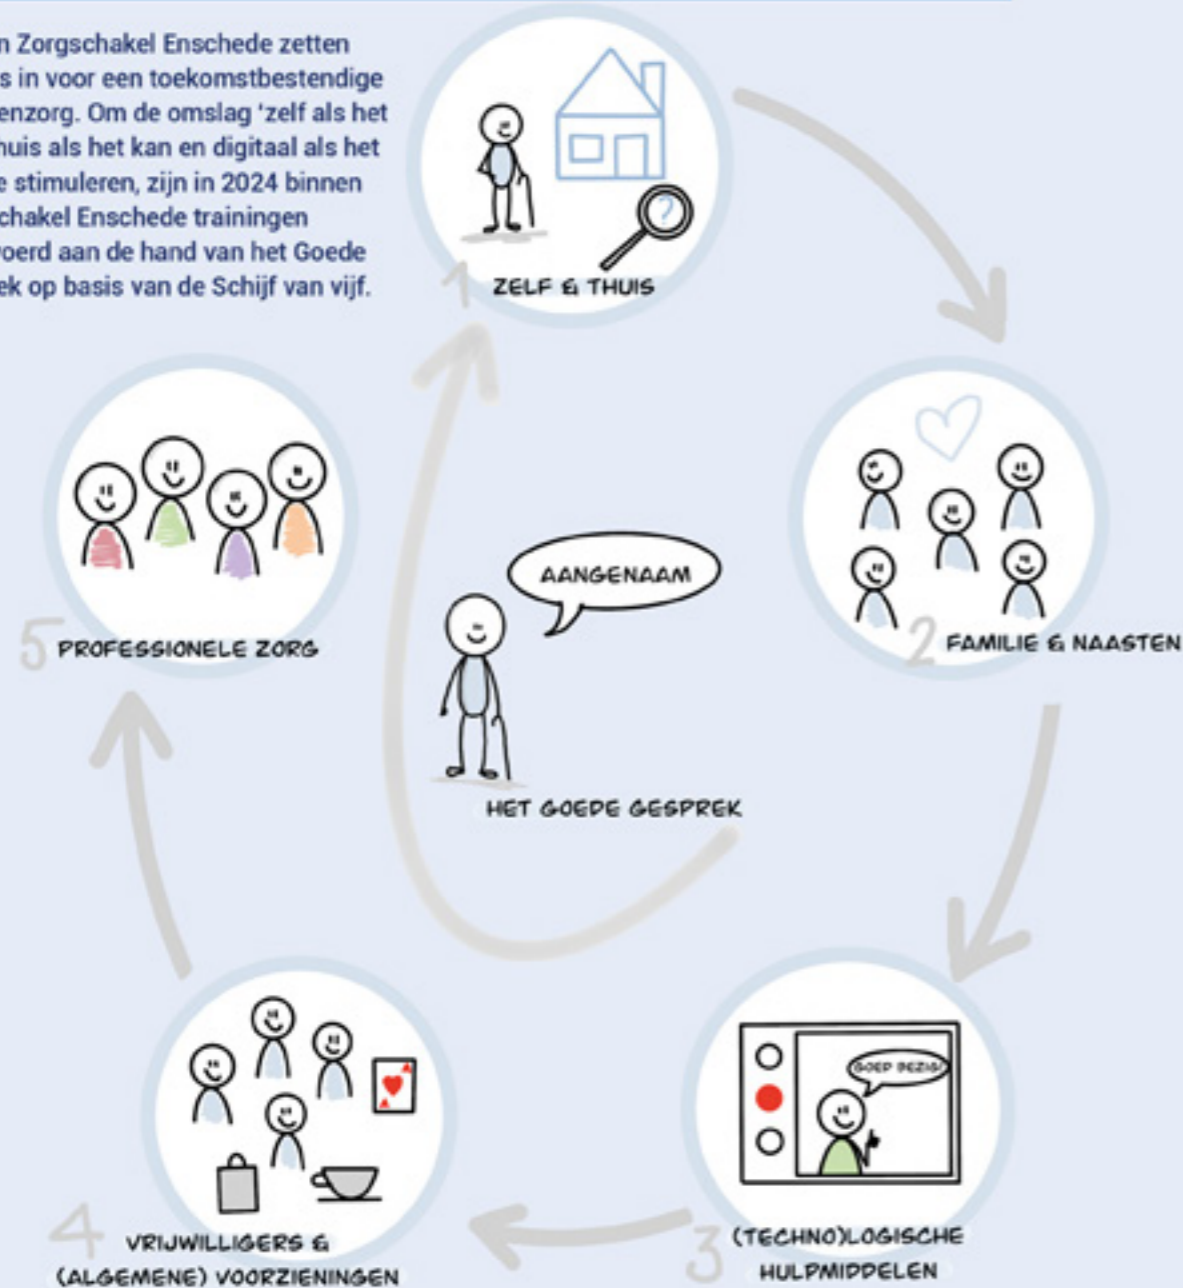 n Zorgschakel Enschede zetten
s in voor een toekomstbestendige
enzorg. Om de omslag ‘zelf als het
huis als het kan en digitaal als het
e stimuleren, zijn in 2024 binnen
chakel Enschede trainingen
voerd aan de hand van het Goede
ek op basis van de Schijf van vijf.
1 ZELF & THUIS
2 FAMILIE & NAASTEN
5 PROFESSIONELE ZORG
AANGENAAM
HET GOEDE GESPREK
GOED BEZIG!
3 (TECHNO)LOGISCHE
HULPMIDDELEN
4 VRIJWILLIGERS &
(ALGEMENE) VOORZIENINGEN